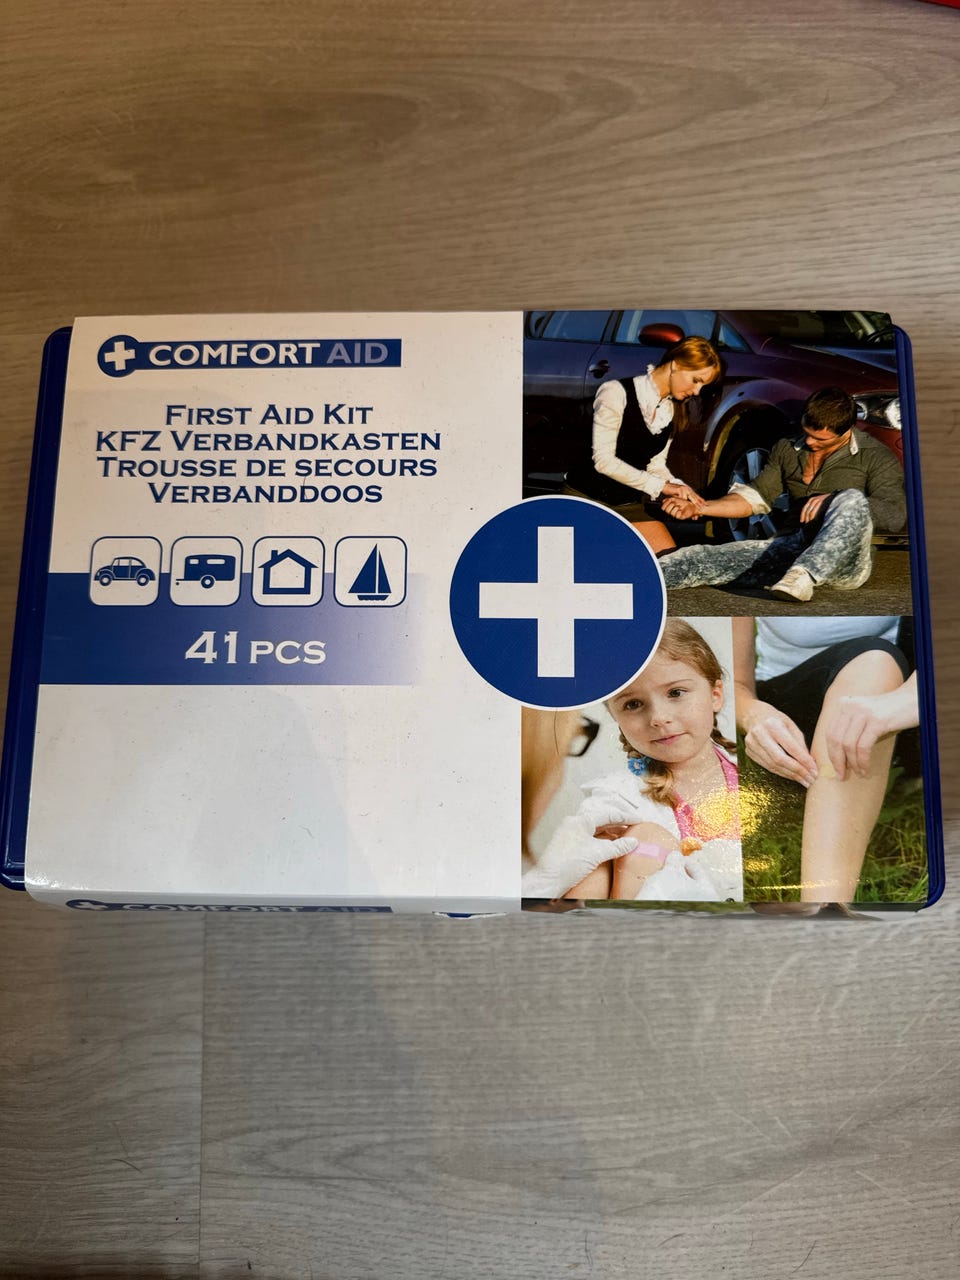 COMFORT AID
FIRST AID KIT
KFZ VERBANDKASTEN
TROUSSE DE SECOURS
VERBANDDOOS
41 PCS
COMFORT AID